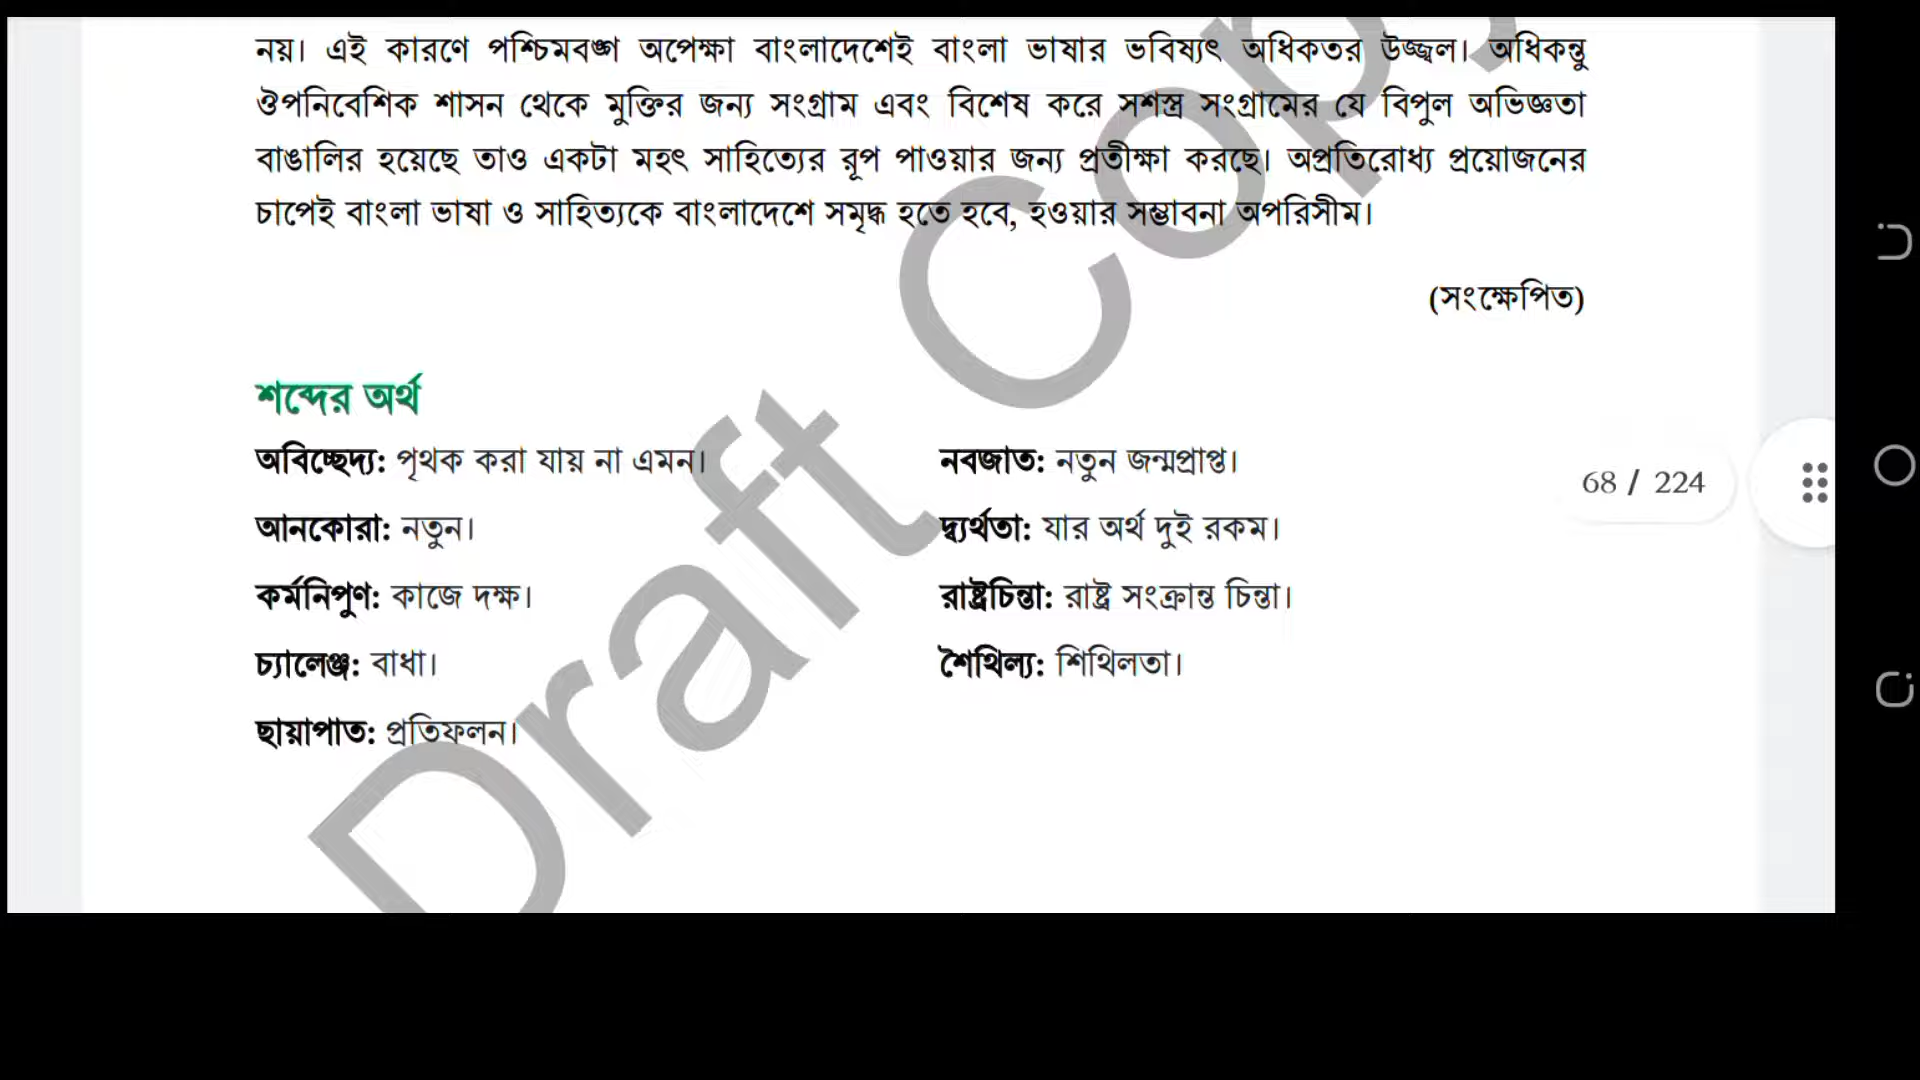 নয়। এই কারণে পশ্চিমবঙ্গ অপেক্ষা বাংলাদেশেই বাংলা ভাষার ভবিষ্যৎ অধিকতর উজ্জ্বল। অধিকন্তু
ঔপনিবেশিক শাসন থেকে মুক্তির জন্য সংগ্রাম এবং বিশেষ করে সশস্ত্র সংগ্রামের যে বিপুল অভিজ্ঞতা
বাঙালির হয়েছে তাও একটা মহৎ সাহিত্যের রূপ পাওয়ার জন্য প্রতীক্ষা করছে। অপ্রতিরোধ্য প্রয়োজনের
চাপেই বাংলা ভাষা ও সাহিত্যকে বাংলাদেশে সমৃদ্ধ হতে হবে, হওয়ার সম্ভাবনা অপরিসীম।
(সংক্ষেপিত)
শব্দের অর্থ
অবিচ্ছেদ্য: পৃথক করা যায় না এমন।
আনকোরা: নতুন।
কর্মনিপুণ: কাজে দক্ষ।
চ্যালেঞ্জ: বাধা।
ছায়াপাত: প্রতিফলন।
নবজাত: নতুন জন্মপ্রাপ্ত।
দ্ব্যর্থতা: যার অর্থ দুই রকম।
রাষ্ট্রচিন্তা: রাষ্ট্র সংক্রান্ত চিন্তা।
শৈথিল্য: শিথিলতা।
68 / 224
Draft Copy